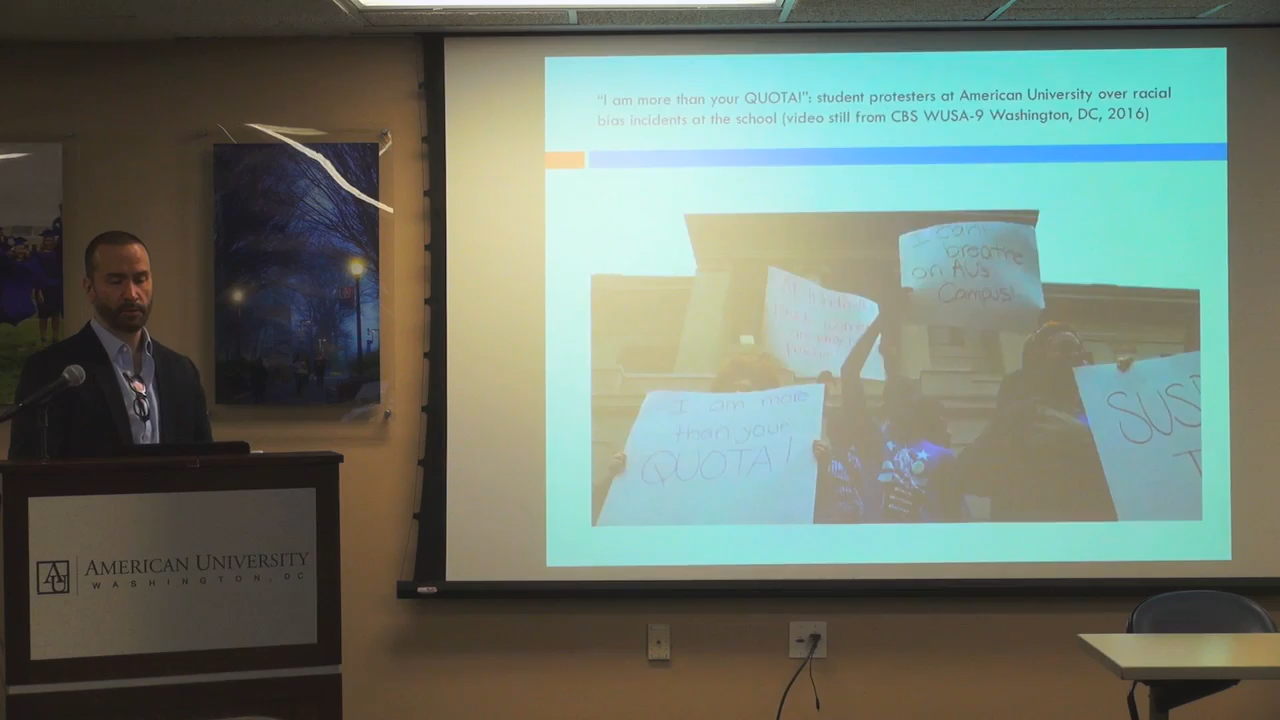 "I am more than your QUOTA!": student protesters at American University over racial
bias incidents at the school (video still from CBS WUSA-9 Washington, DC, 2016)
I can't
breathe
on AU's
Campus!
I am more
than your
QUOTA!
SUS
T
AU
AMERICAN UNIVERSITY
WASHINGTON, DC